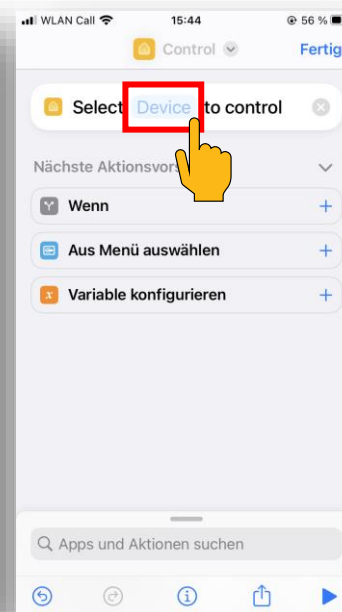 WLAN Call 15:44 56 %
Control Fertig
Select Device to control
Nächste Aktionsvors
Wenn
Aus Menü auswählen
Variable konfigurieren
Apps und Aktionen suchen